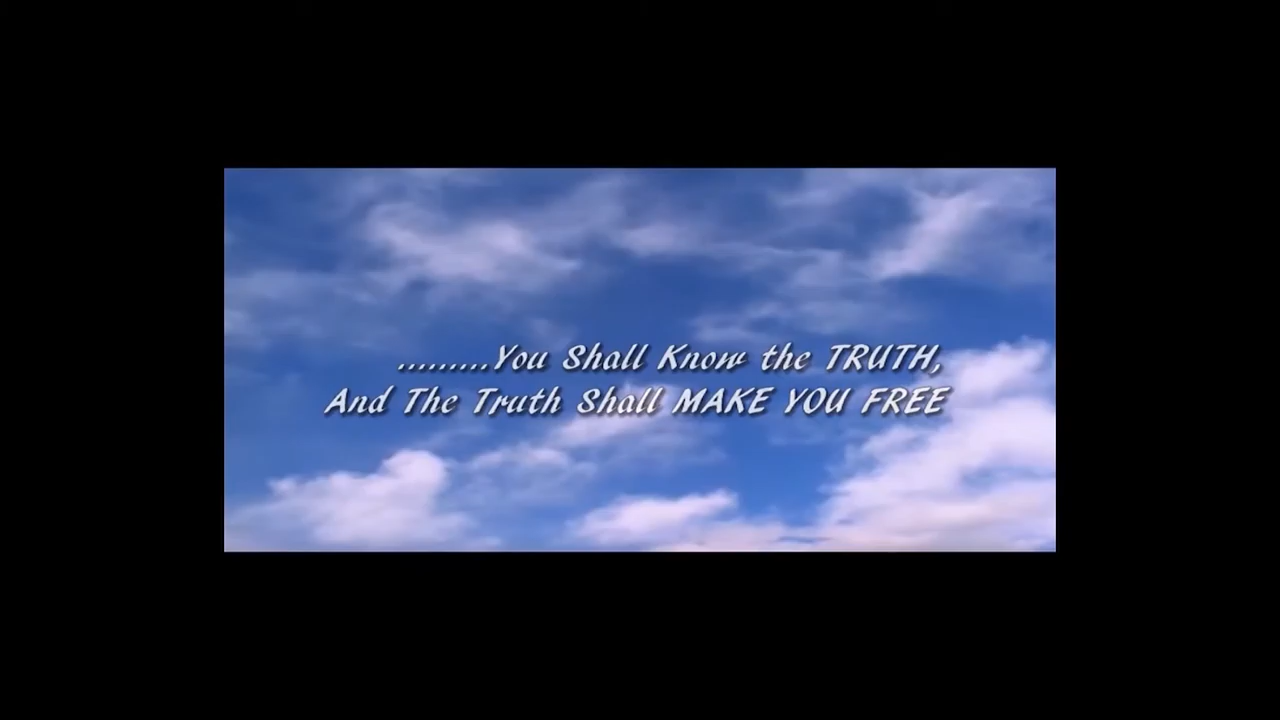 .........You Shall Know the TRUTH,
And The Truth Shall MAKE YOU FREE